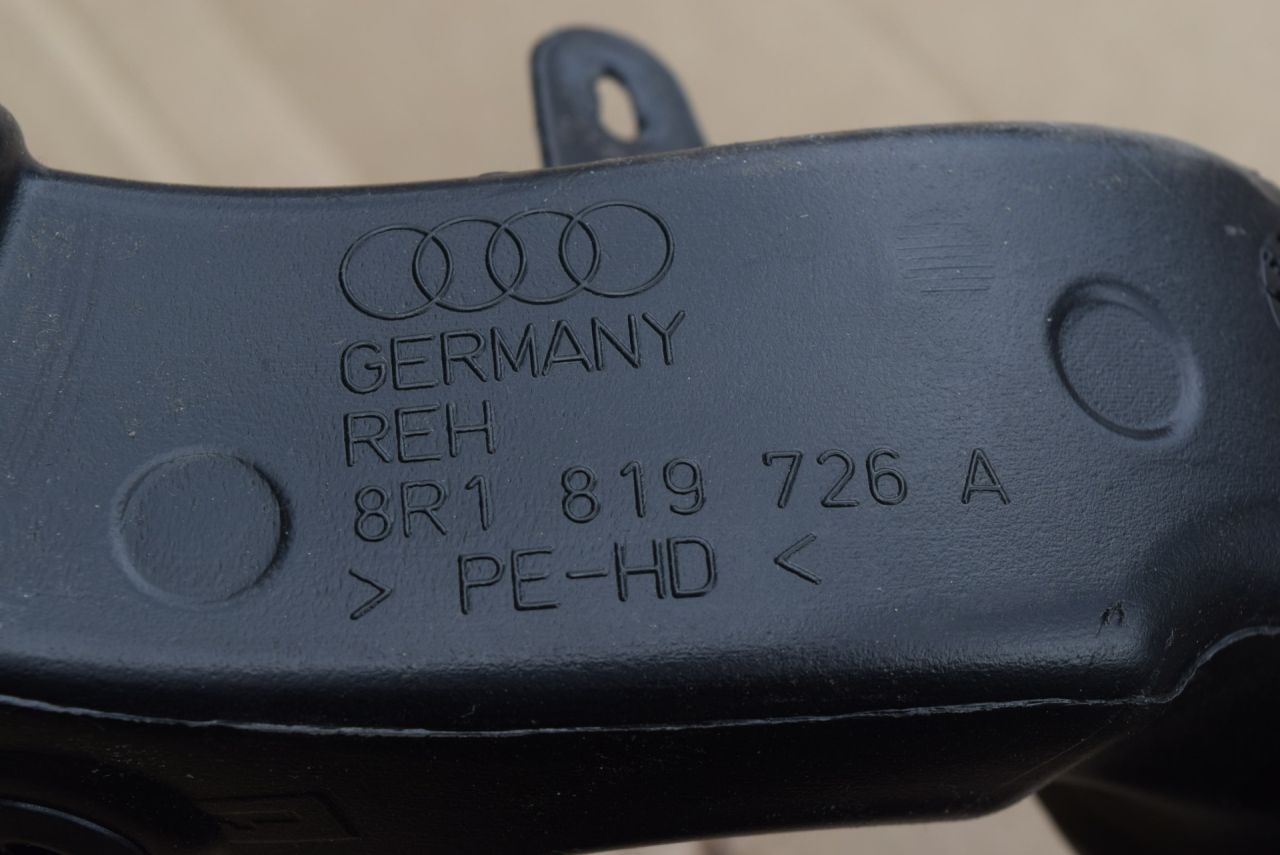 GERMANY
REH
8R1 819 726 A
> PE-HD <